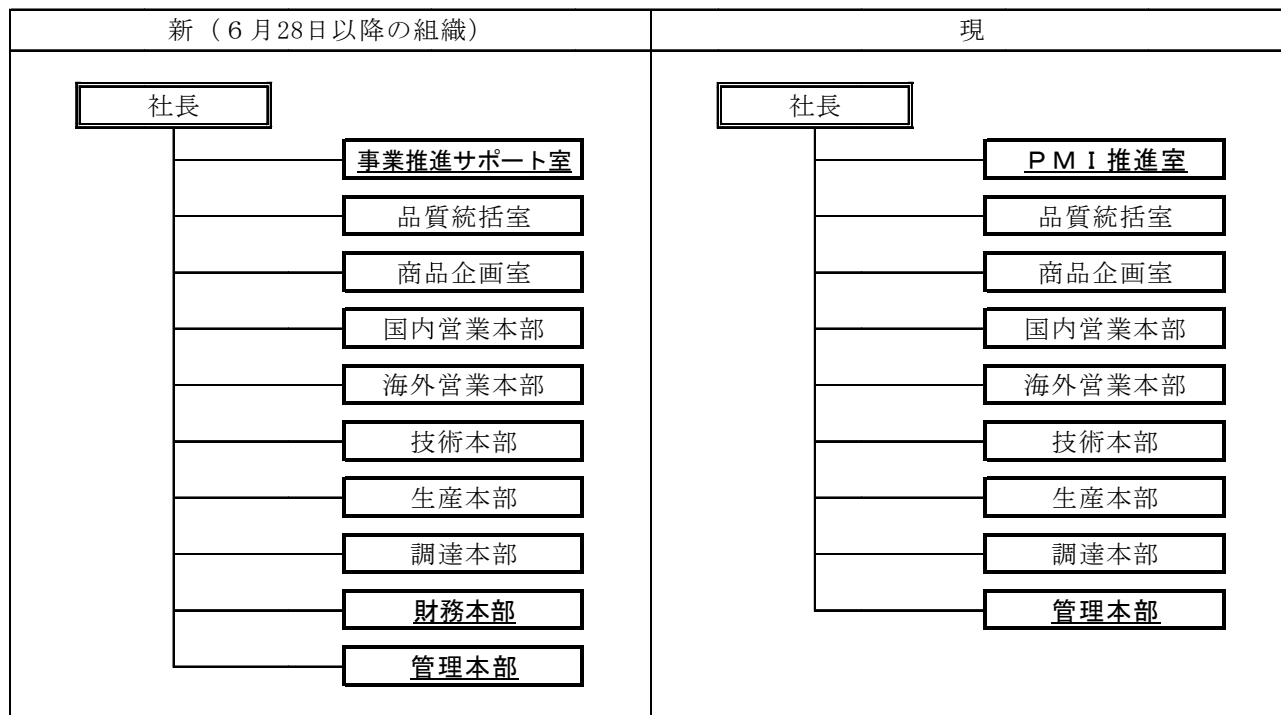 新（６月28日以降の組織）
現
社長
事業推進サポート室
品質統括室
商品企画室
国内営業本部
海外営業本部
技術本部
生産本部
調達本部
財務本部
管理本部
社長
ＰＭＩ推進室
品質統括室
商品企画室
国内営業本部
海外営業本部
技術本部
生産本部
調達本部
管理本部